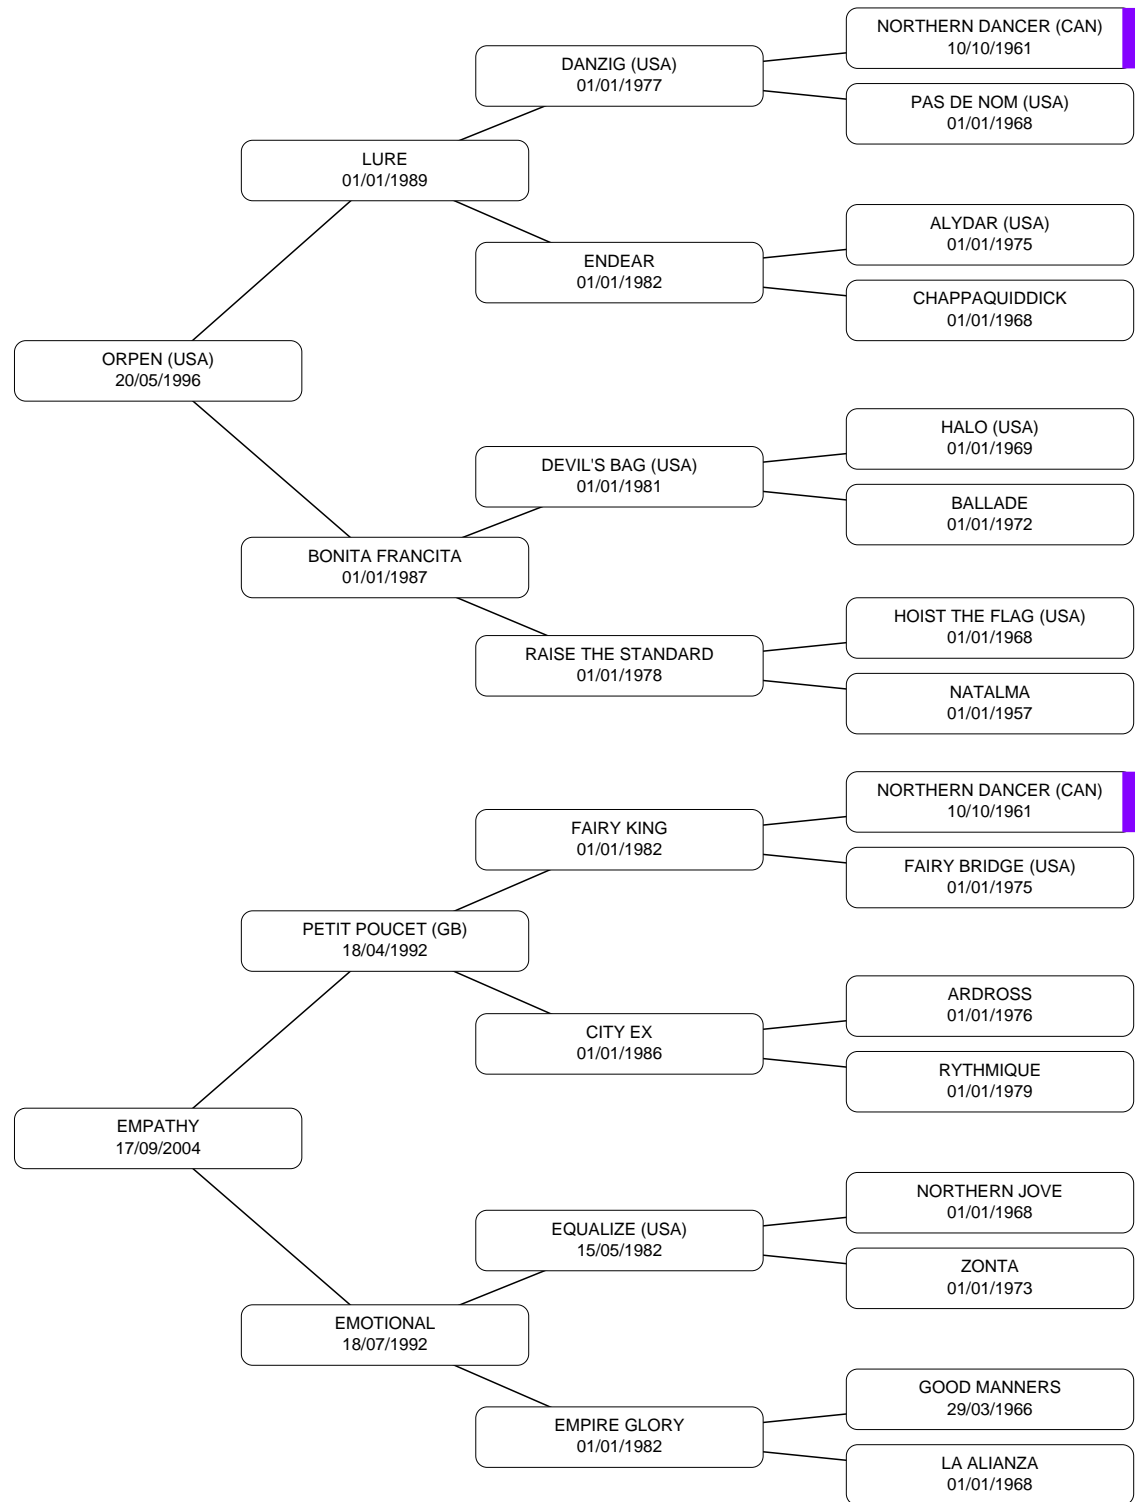 NORTHERN DANCER (CAN)
10/10/1961
DANZIG (USA)
01/01/1977
PAS DE NOM (USA)
01/01/1968
LURE
01/01/1989
ALYDAR (USA)
01/01/1975
ENDEAR
01/01/1982
CHAPPAQUIDDICK
01/01/1968
ORPEN (USA)
20/05/1996
HALO (USA)
01/01/1969
DEVIL'S BAG (USA)
01/01/1981
BALLADE
01/01/1972
BONITA FRANCITA
01/01/1987
HOIST THE FLAG (USA)
01/01/1968
RAISE THE STANDARD
01/01/1978
NATALMA
01/01/1957
NORTHERN DANCER (CAN)
10/10/1961
FAIRY KING
01/01/1982
FAIRY BRIDGE (USA)
01/01/1975
PETIT POUCET (GB)
18/04/1992
ARDROSS
01/01/1976
CITY EX
01/01/1986
RYTHMIQUE
01/01/1979
EMPATHY
17/09/2004
NORTHERN JOVE
01/01/1968
EQUALIZE (USA)
15/05/1982
ZONTA
01/01/1973
EMOTIONAL
18/07/1992
GOOD MANNERS
29/03/1966
EMPIRE GLORY
01/01/1982
LA ALIANZA
01/01/1968